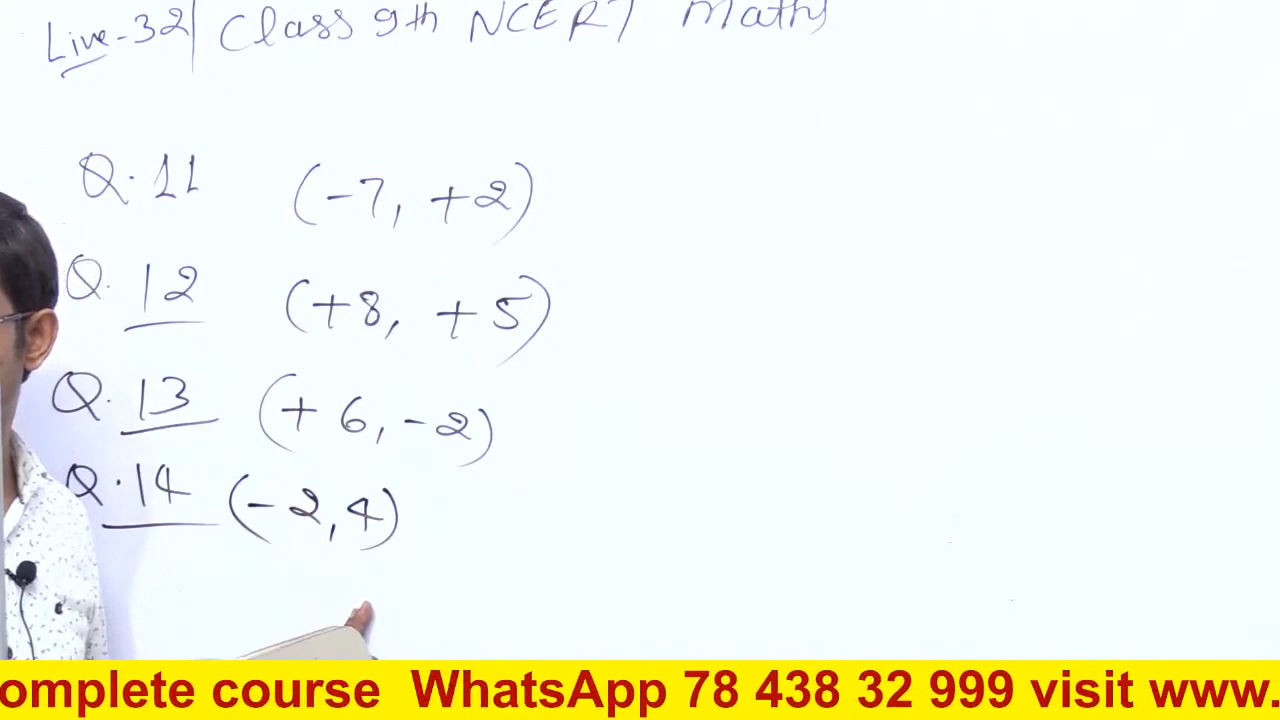 Live-32| Class 9th NCERT Maths
Q.11 (-7, +2)
Q. 12 (+8, +5)
Q. 13 (+6, -2)
Q.14 (-2, 4)
omplete course WhatsApp 78 438 32 999 visit www.